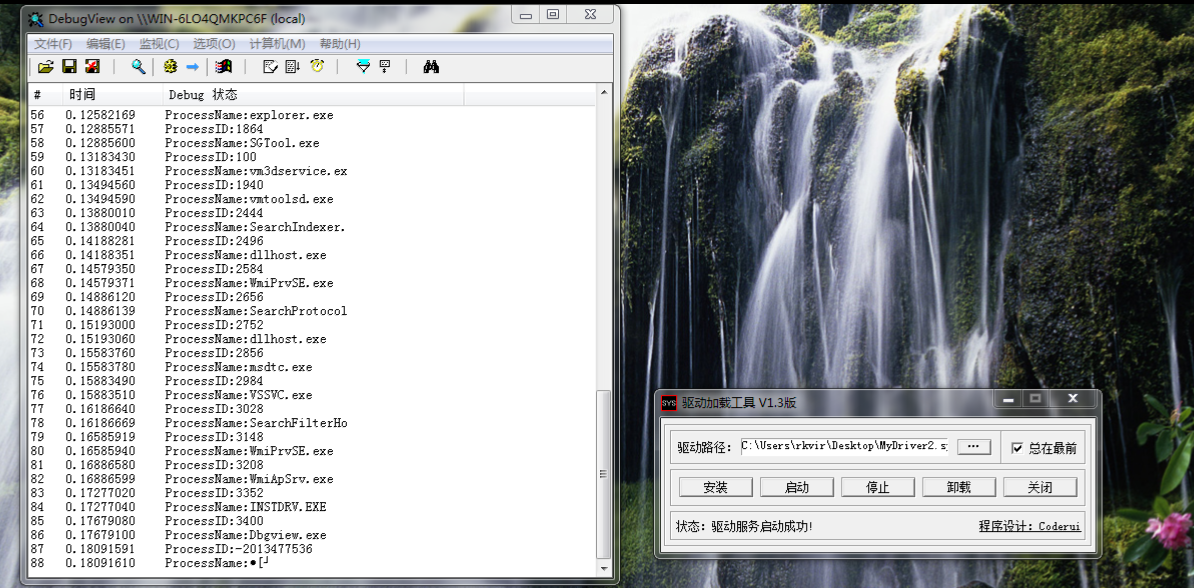 DebugView on \\WIN-6LO4QMKPC6F (local)
文件(F) 编辑(E) 监视(C) 选项(O) 计算机(M) 帮助(H)
# 时间 Debug 状态
56 0.12582169 ProcessName:explorer.exe
57 0.12885571 ProcessID:1864
58 0.12885600 ProcessName:SGTool.exe
59 0.13183430 ProcessID:100
60 0.13183451 ProcessName:vm3dservice.ex
61 0.13494560 ProcessID:1940
62 0.13494590 ProcessName:vmtoolsd.exe
63 0.13880010 ProcessID:2444
64 0.13880040 ProcessName:SearchIndexer.
65 0.14188281 ProcessID:2496
66 0.14188351 ProcessName:dllhost.exe
67 0.14579350 ProcessID:2584
68 0.14579371 ProcessName:WmiPrvSE.exe
69 0.14886120 ProcessID:2656
70 0.14886139 ProcessName:SearchProtocol
71 0.15193000 ProcessID:2752
72 0.15193060 ProcessName:dllhost.exe
73 0.15583760 ProcessID:2856
74 0.15583780 ProcessName:msdtc.exe
75 0.15883490 ProcessID:2984
76 0.15883510 ProcessName:VSSVC.exe
77 0.16186640 ProcessID:3028
78 0.16186669 ProcessName:SearchFilterHo
79 0.16585919 ProcessID:3148
80 0.16585940 ProcessName:WmiPrvSE.exe
81 0.16886580 ProcessID:3208
82 0.16886599 ProcessName:WmiApSrv.exe
83 0.17277020 ProcessID:3352
84 0.17277040 ProcessName:INSTDRV.EXE
85 0.17679080 ProcessID:3400
86 0.17679100 ProcessName:Dbgview.exe
87 0.18091591 ProcessID:-2013477536
88 0.18091610 ProcessName:●[┘
SYS 驱动加载工具 V1.3版
驱动路径: C:\Users\rkvir\Desktop\MyDriver2.s ... 总在最前
安装 启动 停止 卸载 关闭
状态: 驱动服务启动成功! 程序设计: Coderui